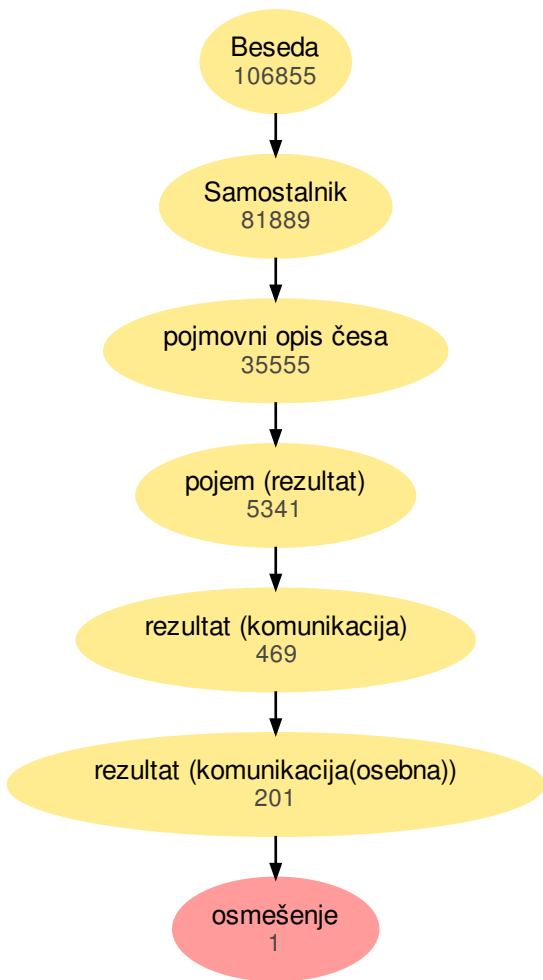 Beseda
106855
Samostalnik
81889
pojmovni opis česa
35555
pojem (rezultat)
5341
rezultat (komunikacija)
469
rezultat (komunikacija(osebna))
201
osmešenje
1